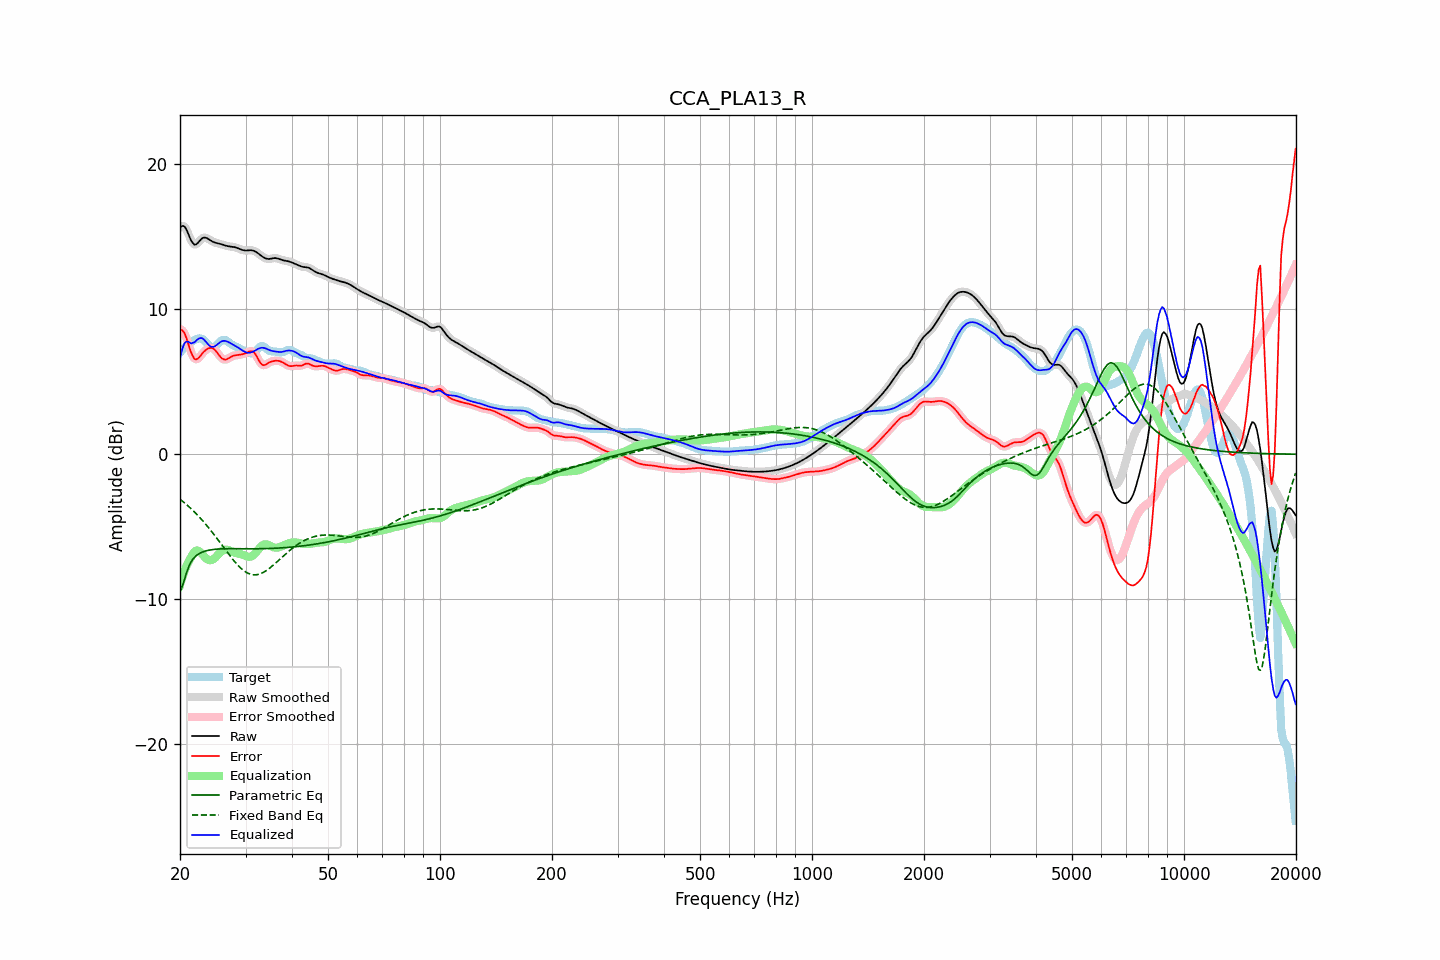 CCA_PLA13_R
Amplitude (dBr)
20
10
0
−10
−20
Target
Raw Smoothed
Error Smoothed
Raw
Error
Equalization
Parametric Eq
Fixed Band Eq
Equalized
20 50 100 200 500 1000 2000 5000 10000 20000
Frequency (Hz)